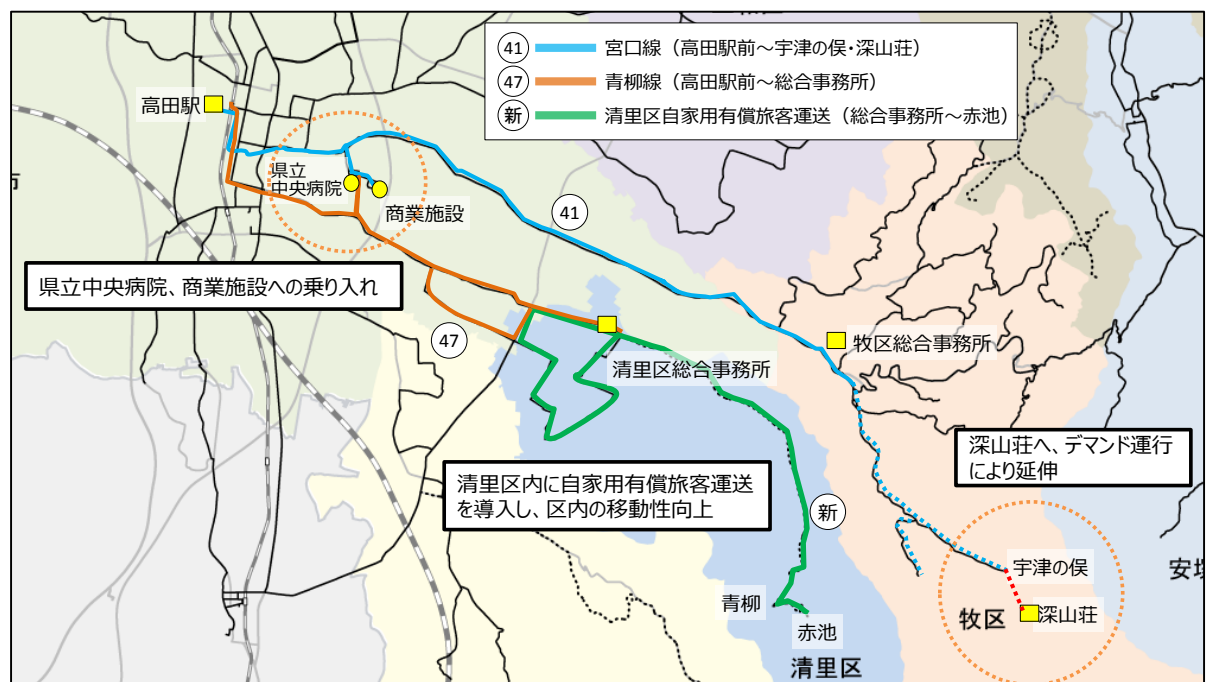 41 宮口線（高田駅前～宇津の俣・深山荘）
47 青柳線（高田駅前～総合事務所）
新 清里区自家用有償旅客運送（総合事務所～赤池）
高田駅
市
県立
中央病院
商業施設
41
県立中央病院、商業施設への乗り入れ
47
牧区総合事務所
清里区総合事務所
深山荘へ、デマンド運行
により延伸
清里区内に自家用有償旅客運送
を導入し、区内の移動性向上
新
宇津の俣
青柳
赤池
牧区
深山荘
清里区